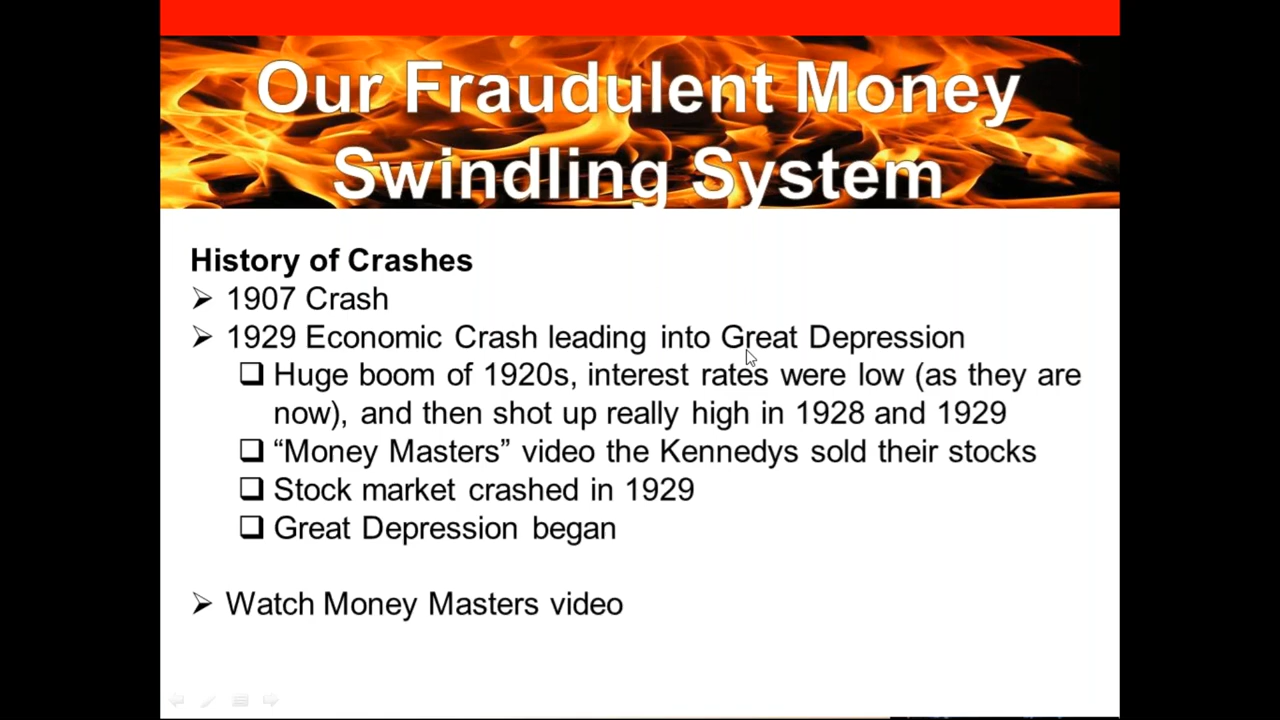 Our Fraudulent Money
Swindling System
History of Crashes
➢ 1907 Crash
➢ 1929 Economic Crash leading into Great Depression
❑ Huge boom of 1920s, interest rates were low (as they are
now), and then shot up really high in 1928 and 1929
❑ “Money Masters” video the Kennedys sold their stocks
❑ Stock market crashed in 1929
❑ Great Depression began
➢ Watch Money Masters video